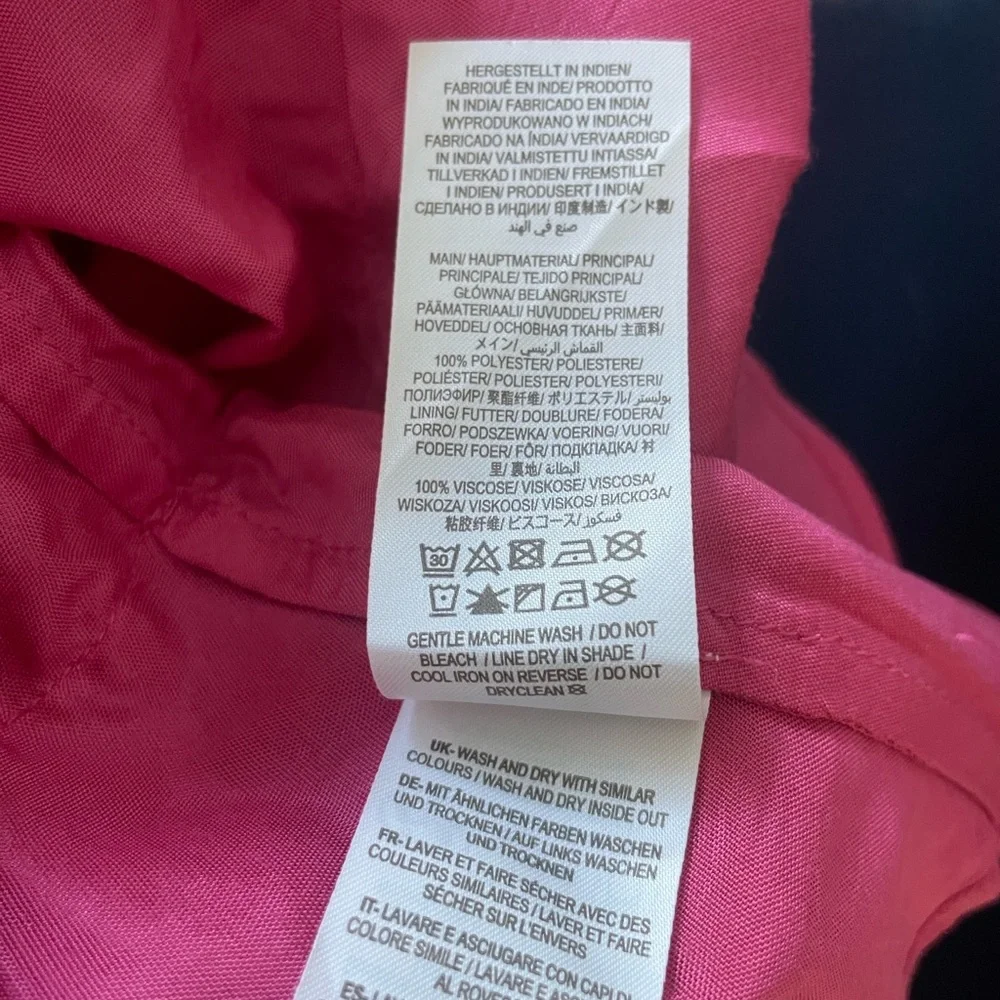 HERGESTELLT IN INDIEN/
FABRIQUÉ EN INDE/ PRODOTTO
IN INDIA/ FABRICADO EN INDIA/
WYPRODUKOWANO W INDIACH/
FABRICADO NA ÍNDIA/ VERVAARDIGD
IN INDIA/ VALMISTETTU INTIASSA/
TILLVERKAD I INDIEN/ FREMSTILLET
I INDIEN/ PRODUSERT I INDIA/
СДЕЛАНО В ИНДИИ/ 印度制造/ インド製/
صنع في الهند
MAIN/ HAUPTMATERIAL/ PRINCIPAL/
PRINCIPALE/ TEJIDO PRINCIPAL/
GŁÓWNA/ BELANGRIJKSTE/
PÄÄMATERIAALI/ HUVUDDEL/ PRIMÆR/
HOVEDDEL/ ОСНОВНАЯ ТКАНЬ/ 主面料/
メイン/ القماش الرئيسي/
100% POLYESTER/ POLIESTERE/
POLIÉSTER/ POLIESTER/ POLYESTERI/
ПОЛИЭФИР/ 聚酯纤维/ ポリエステル/ بوليستر/
LINING/ FUTTER/ DOUBLURE/ FODERA/
FORRO/ PODSZEWKA/ VOERING/ VUORI/
FODER/ FOER/ FÔR/ ПОДКЛАДКА/ 衬
里/ 裏地/ البطانة/
100% VISCOSE/ VISKOSE/ VISCOSA/
WISKOZA/ VISKOOSI/ VISKOS/ ВИСКОЗА/
粘胶纤维/ ビスコース/ فسكوز/
30
GENTLE MACHINE WASH / DO NOT
BLEACH / LINE DRY IN SHADE /
COOL IRON ON REVERSE / DO NOT
DRYCLEAN
UK- WASH AND DRY WITH SIMILAR
COLOURS / WASH AND DRY INSIDE OUT
DE- MIT ÄHNLICHEN FARBEN WASCHEN
UND TROCKNEN / AUF LINKS WASCHEN
UND TROCKNEN
FR- LAVER ET FAIRE SÉCHER AVEC DES
COULEURS SIMILAIRES / LAVER ET FAIRE
SÉCHER SUR L'ENVERS
IT- LAVARE E ASCIUGARE CON CAPI DI
COLORE SIMILE / LAVARE E
AL
ES-